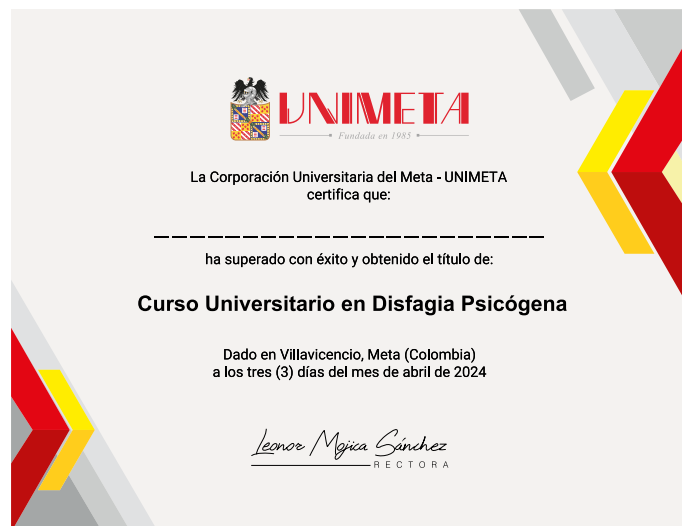 UNIMETA
Fundada en 1985
La Corporación Universitaria del Meta - UNIMETA
certifica que:
ha superado con éxito y obtenido el título de:
Curso Universitario en Disfagia Psicógena
Dado en Villavicencio, Meta (Colombia)
a los tres (3) días del mes de abril de 2024
Leonor Mojica Sánchez
RECTORA